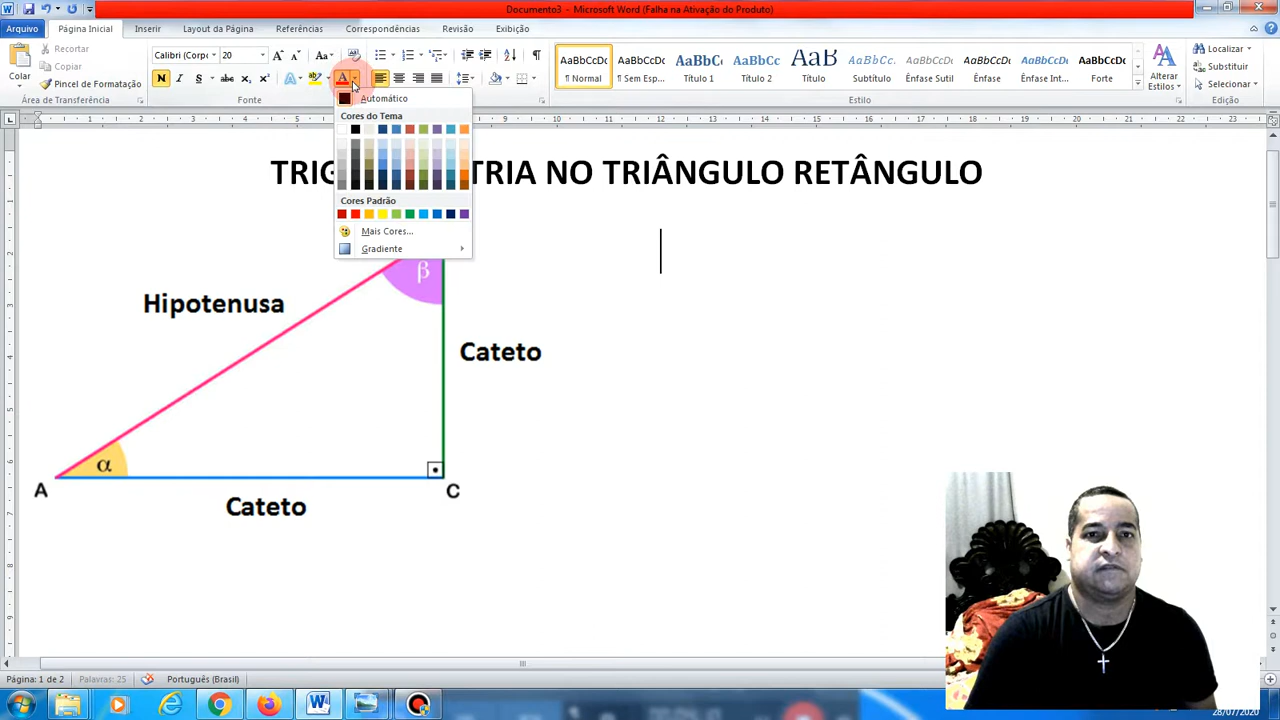 Documento3 - Microsoft Word (Falha na Ativação do Produto)
Arquivo Página Inicial Inserir Layout da Página Referências Correspondências Revisão Exibição
Colar
Recortar
Copiar
Pincel de Formatação
Área de Transferência
Calibri (Corpo 20
Fonte
AaBbCcDc AaBbCcDc AaBbC AaBbCc AaB AaBbCc. AaBbCcDc AaBbCcDc AaBbCcDc
¶ Normal ¶ Sem Esp... Título 1 Título 2 Título Subtítulo Ênfase Sutil Ênfase Forte
Estilo
Alterar
Estilos
Localizar
Substituir
Selecionar
Edição
Automático
Cores do Tema
Cores Padrão
Mais Cores...
Gradiente
TRIG TRIA NO TRIÂNGULO RETÂNGULO
Hipotenusa
β
Cateto
α
A
C
Cateto
Página: 1 de 2 Palavras: 25 Português (Brasil)
28/07/2020